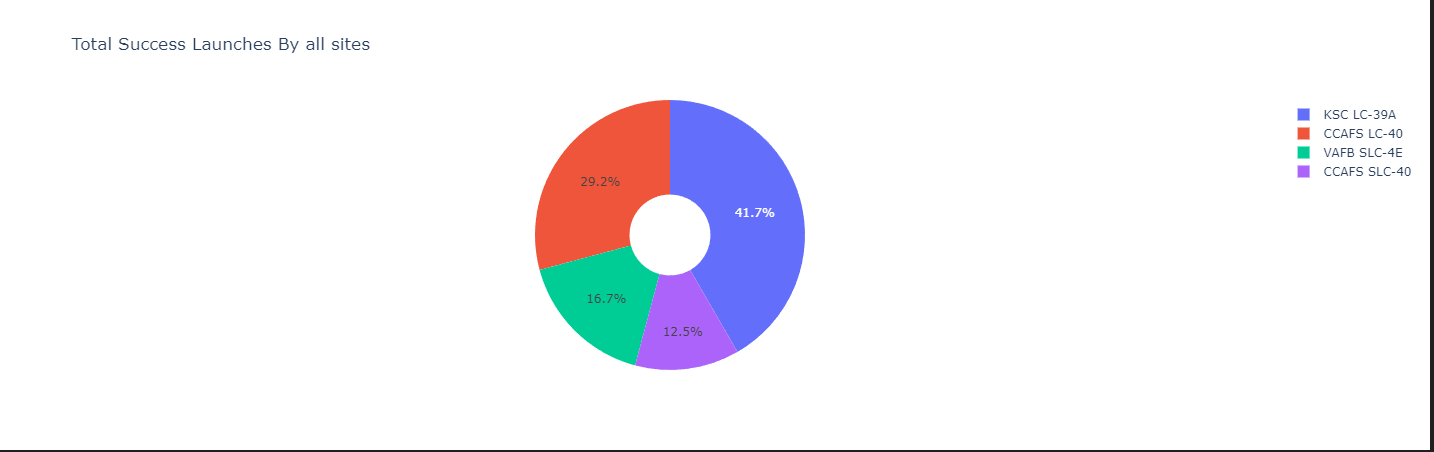 Total Success Launches By all sites
KSC LC-39A
CCAFS LC-40
VAFB SLC-4E
CCAFS SLC-40
29.2%
41.7%
16.7%
12.5%